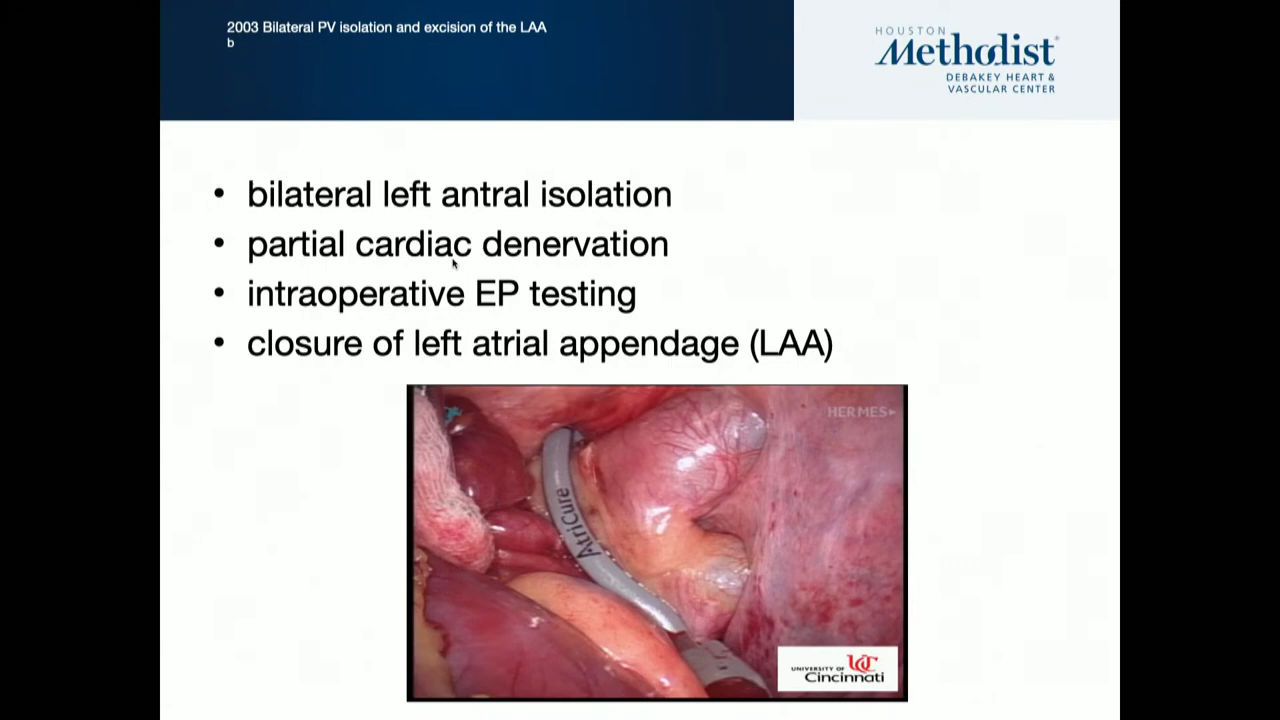 2003 Bilateral PV isolation and excision of the LAA
b
HOUSTON
Methodist®
DEBAKEY HEART &
VASCULAR CENTER
• bilateral left antral isolation
• partial cardiac denervation
• intraoperative EP testing
• closure of left atrial appendage (LAA)
HERMES
AtriCure
UNIVERSITY OF UC
Cincinnati